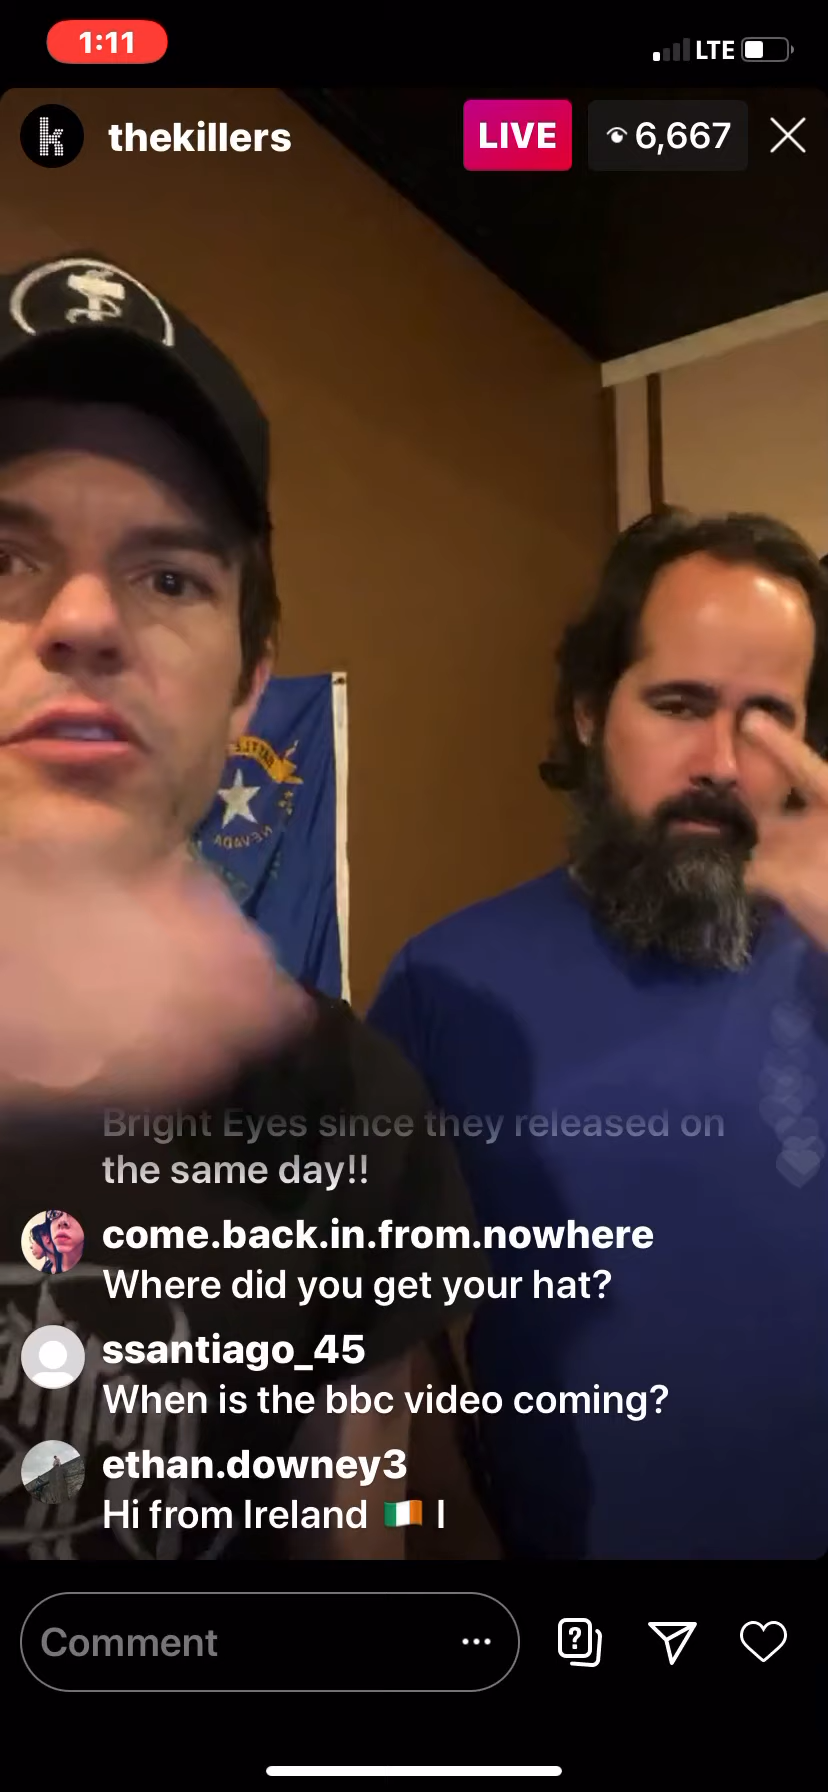 1:11
LTE
k thekillers LIVE 6,667
BATTLE
NEVADA
Bright Eyes since they released on
the same day!!
come.back.in.from.nowhere
Where did you get your hat?
ssantiago_45
When is the bbc video coming?
ethan.downey3
Hi from Ireland 🇮🇪 I
Comment